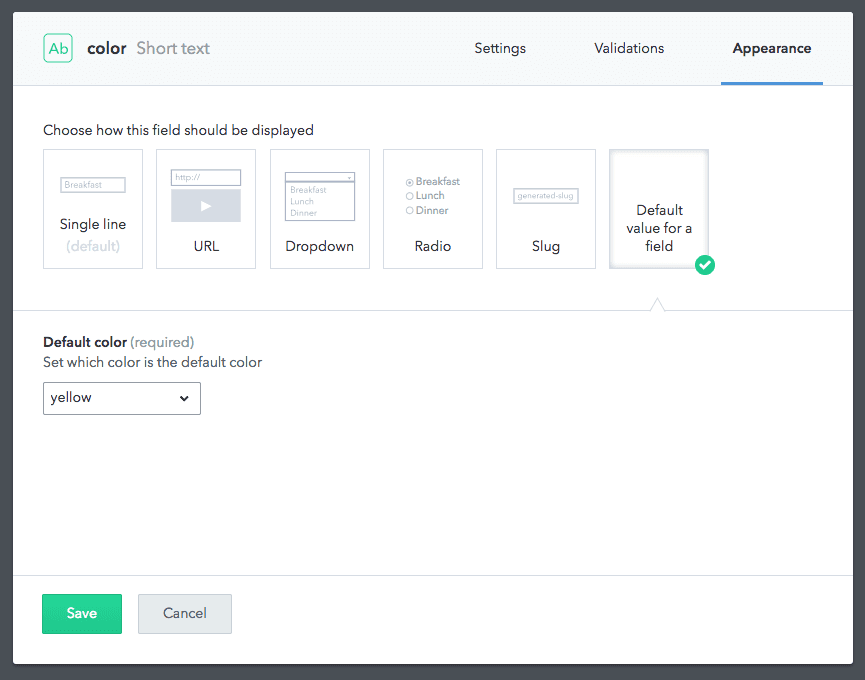 Ab color Short text Settings Validations Appearance
Choose how this field should be displayed
Breakfast
Single line
(default)
http://
URL
Breakfast
Lunch
Dinner
Dropdown
Breakfast
Lunch
Dinner
Radio
generated-slug
Slug
Default
value for a
field
Default color (required)
Set which color is the default color
yellow
Save Cancel